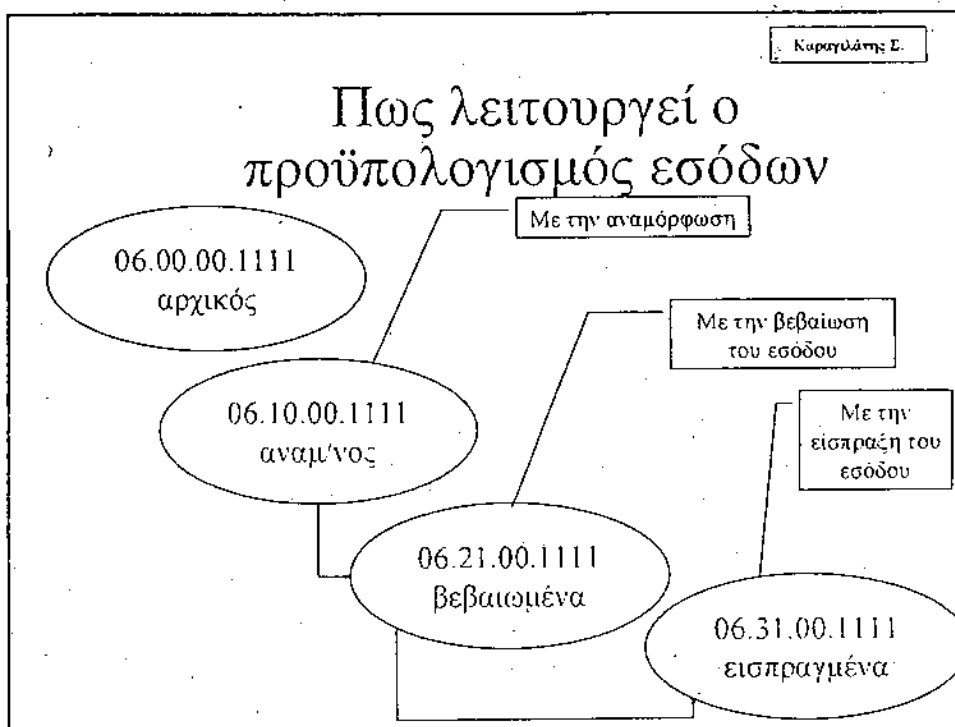 Καραγιλάνης Σ.
Πως λειτουργεί ο
προϋπολογισμός εσόδων
Με την αναμόρφωση
06.00.00.1111
αρχικός
Με την βεβαίωση
του εσόδου
06.10.00.1111
αναμ/νος
Με την
είσπραξη του
εσόδου
06.21.00.1111
βεβαιωμένα
06.31.00.1111
εισπραγμένα